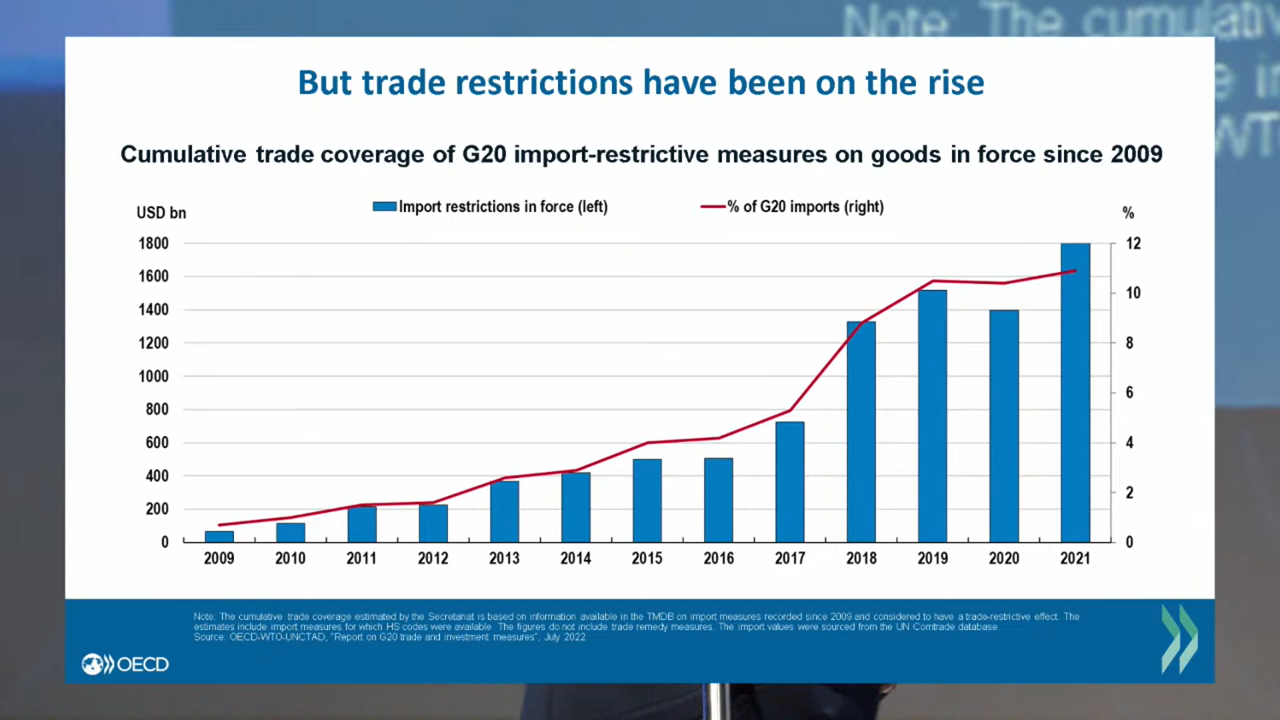 Note: The cumulativ
But trade restrictions have been on the rise
Cumulative trade coverage of G20 import-restrictive measures on goods in force since 2009
USD bn
Import restrictions in force (left)
% of G20 imports (right)
%
1800
1600
1400
1200
1000
800
600
400
200
0
12
10
8
6
4
2
0
2009 2010 2011 2012 2013 2014 2015 2016 2017 2018 2019 2020 2021
Note: The cumulative trade coverage estimated by the Secretariat is based on information available in the TMDB on import measures recorded since 2009 and considered to have a trade-restrictive effect. The
estimates include import measures for which HS codes were available. The figures do not include trade remedy measures. The import values were sourced from the UN Comtrade database.
Source: OECD-WTO-UNCTAD, "Report on G20 trade and investment measures", July 2022.
OECD